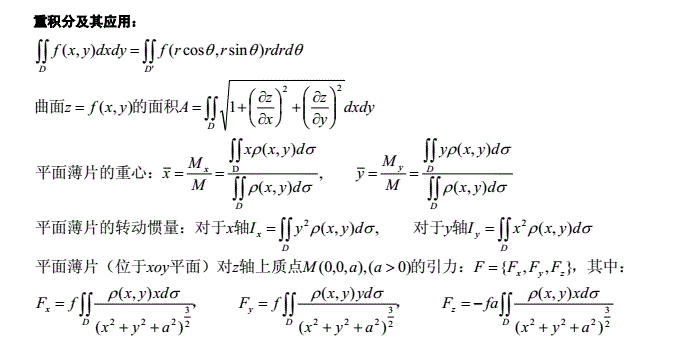 重积分及其应用：
∬_D f(x,y)dxdy = ∬_{D'} f(r cosθ, r sinθ)rdrdθ
曲面z = f(x,y)的面积A = ∬_D √(1+(∂z/∂x)²+(∂z/∂y)²) dxdy
平面薄片的重心：x̄ = M_x/M = ∬_D xρ(x,y)dσ / ∬_D ρ(x,y)dσ, ȳ = M_y/M = ∬_D yρ(x,y)dσ / ∬_D ρ(x,y)dσ
平面薄片的转动惯量：对于x轴I_x = ∬_D y²ρ(x,y)dσ, 对于y轴I_y = ∬_D x²ρ(x,y)dσ
平面薄片（位于xoy平面）对z轴上质点M(0,0,a),(a > 0)的引力：F = {F_x,F_y,F_z}，其中：
F_x = f∬_D ρ(x,y)xdσ / (x²+y²+a²)^{3/2}， F_y = f∬_D ρ(x,y)ydσ / (x²+y²+a²)^{3/2}， F_z = −fa∬_D ρ(x,y)xdσ / (x²+y²+a²)^{3/2}